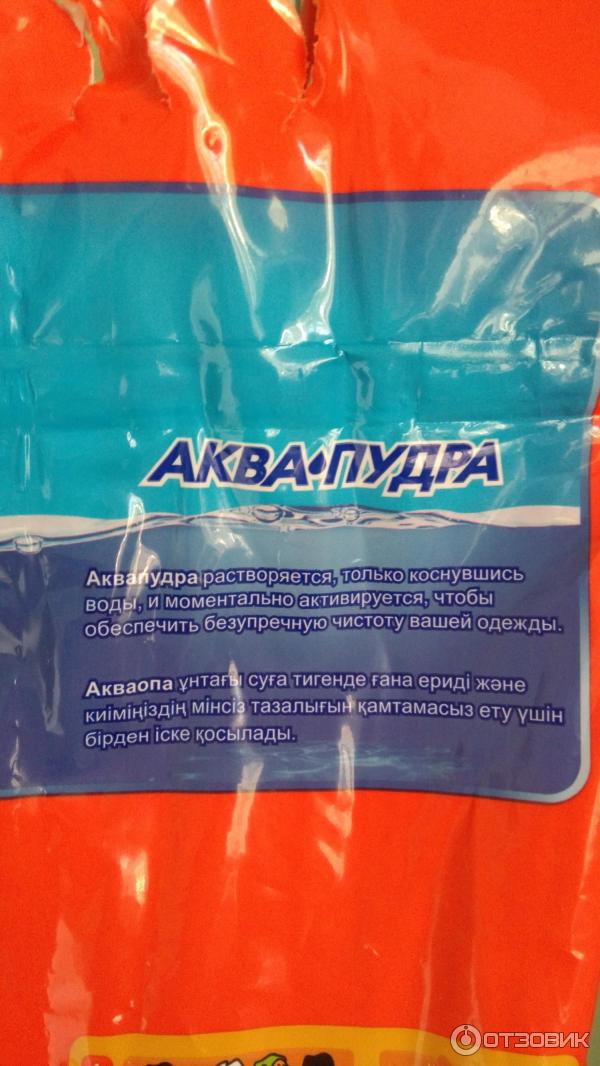 АКВА•ПУДРА
Аквапудра растворяется, только коснувшись
воды, и моментально активируется, чтобы
обеспечить безупречную чистоту вашей одежды.
Акваопа ұнтағы суға тигенде ғана ериді және
киіміңіздің мінсіз тазалығын қамтамасыз ету үшін
бірден іске қосылады.
ОТЗОВИК